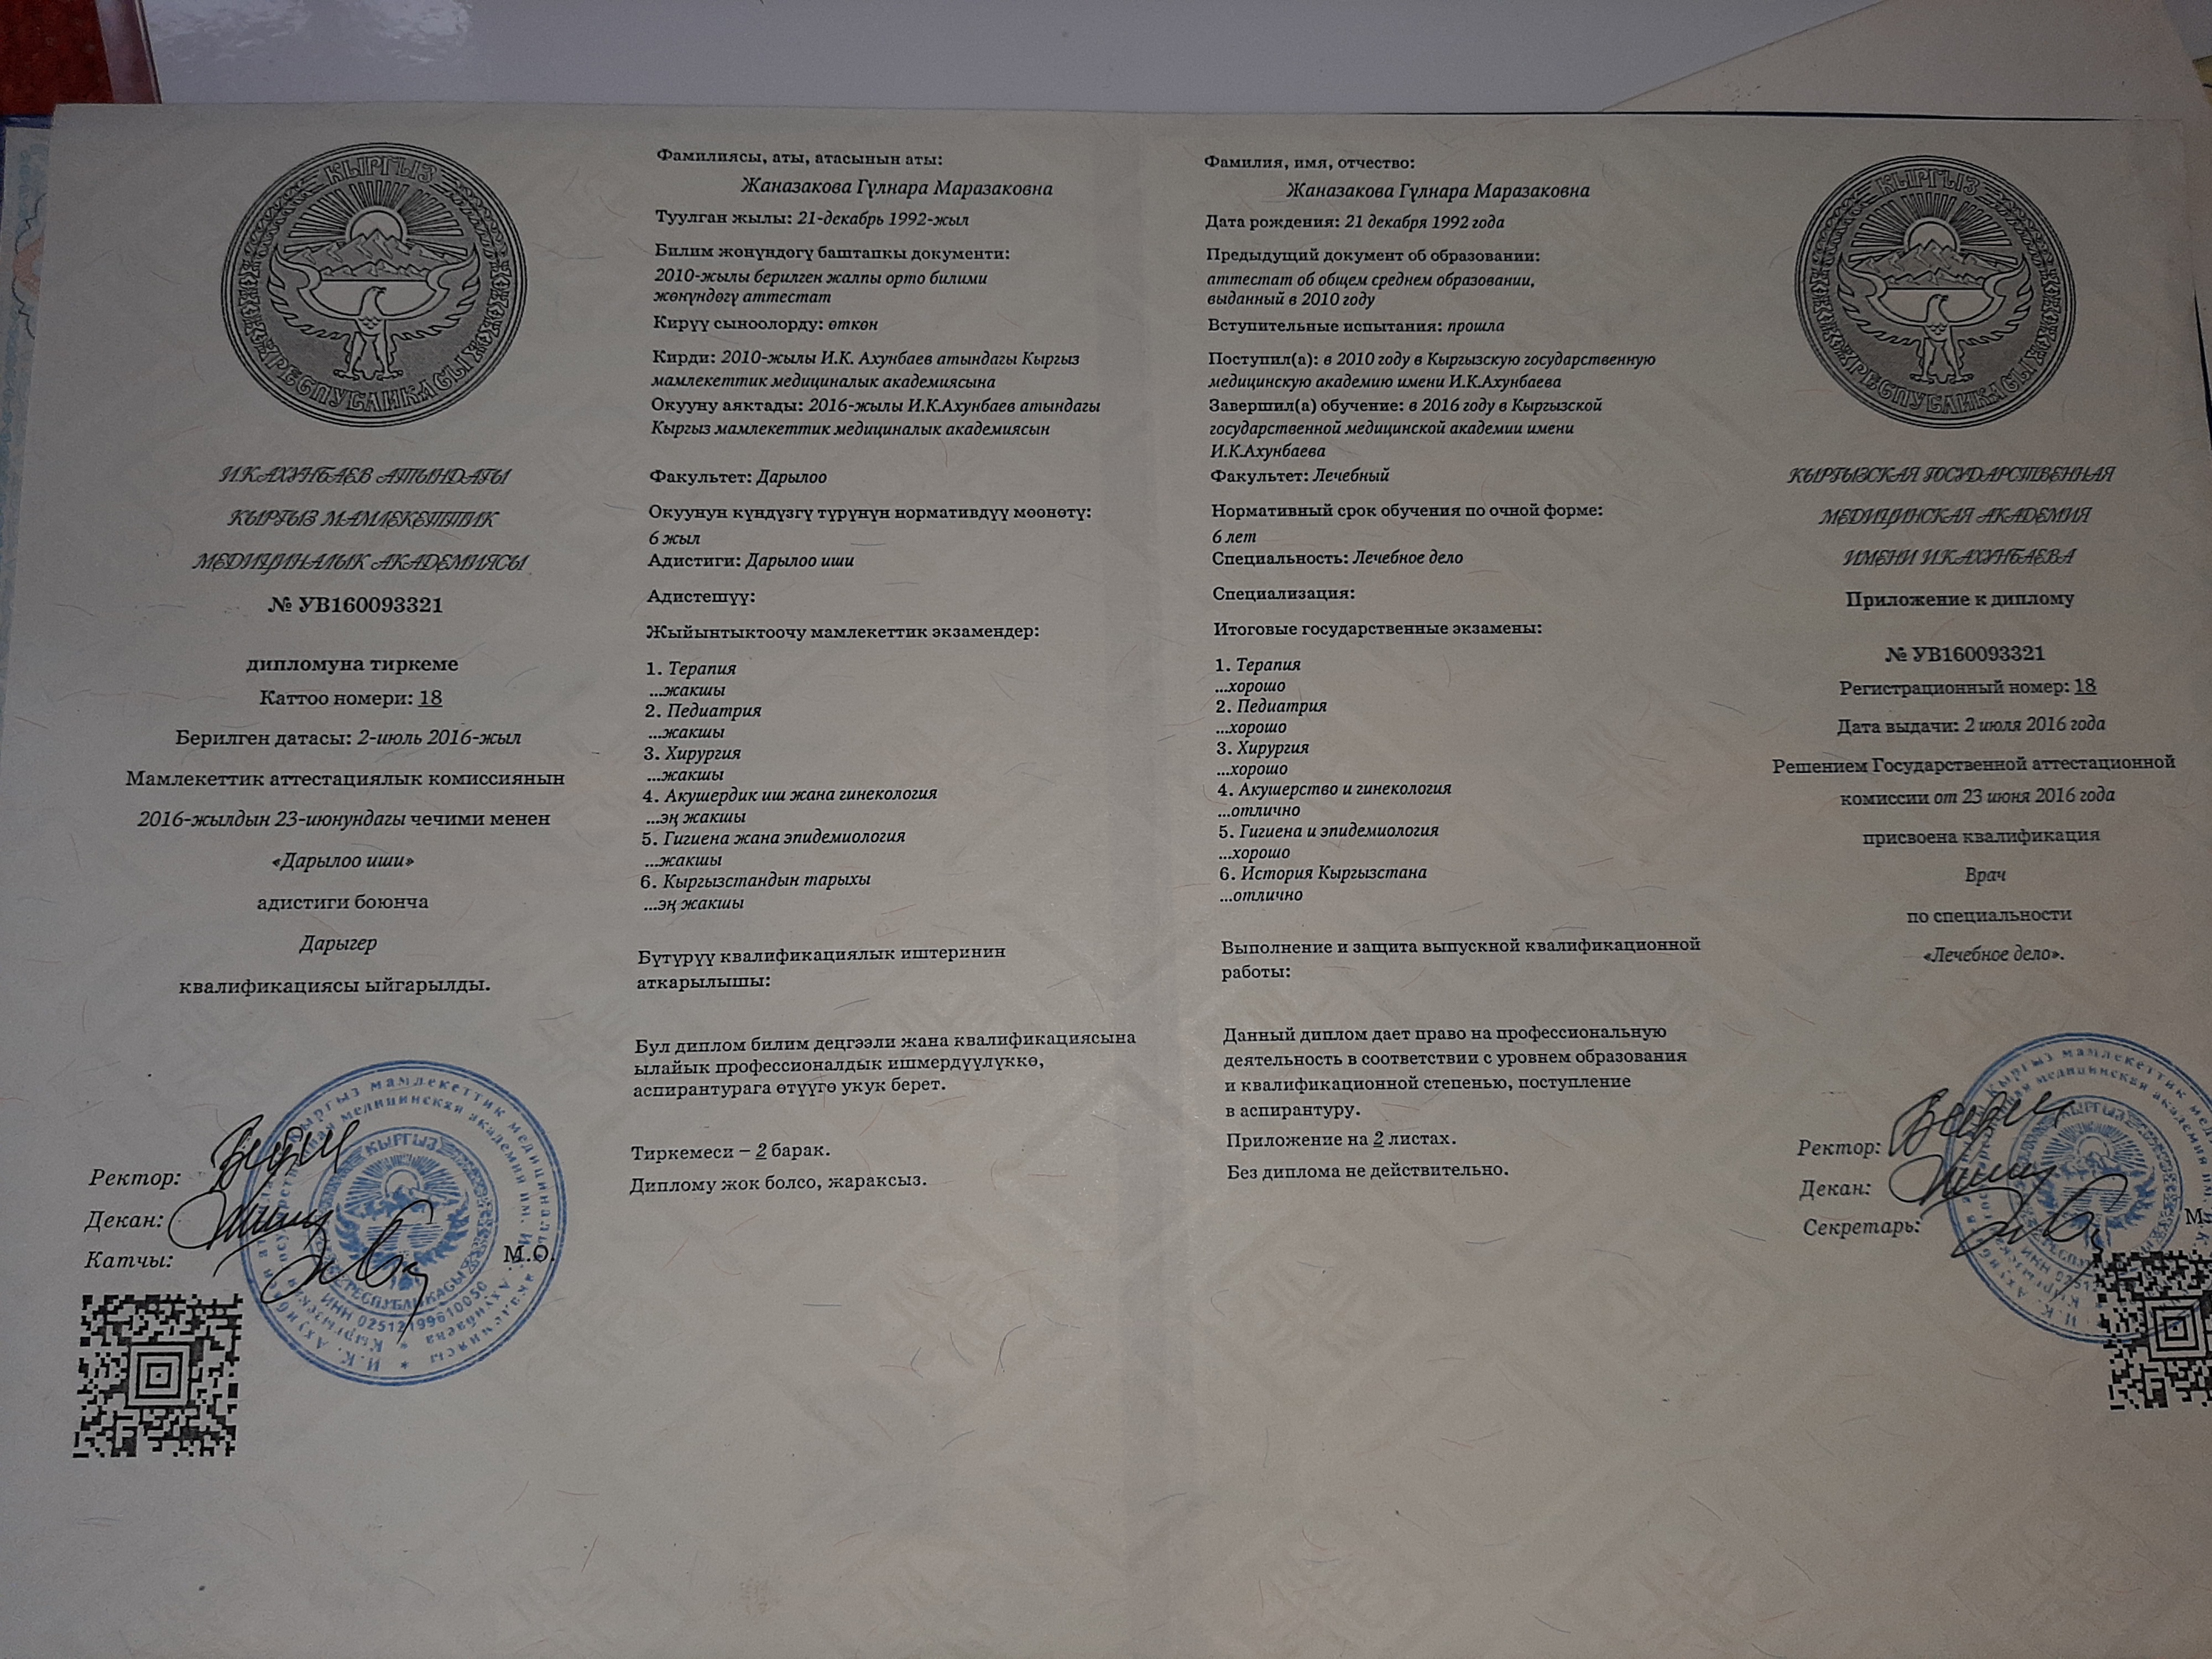 КЫРГЫЗ
РЕСПУБЛИКАСЫ
И.К.АХУНБАЕВ АТЫНДАГЫ
КЫРГЫЗ МАМЛЕКЕТТИК
МЕДИЦИНАЛЫК АКАДЕМИЯСЫ
№ УВ160093321
дипломуна тиркеме
Каттоо номери: 18
Берилген датасы: 2-июль 2016-жыл
Мамлекеттик аттестациялык комиссиянын
2016-жылдын 23-июнундагы чечими менен
«Дарылоо иши»
адистиги боюнча
Дарыгер
квалификациясы ыйгарылды.
Ректор:
Декан:
Катчы:
М.О.
Кыргыз мамлекеттик медициналык академиясы
И.К. Ахунбаев
медицинская академия им. И.К. Ахунбаева
КЫРГЫЗ РЕСПУБЛИКАСЫ
ИНН 02512199610050
Фамилиясы, аты, атасынын аты:
Жаназакова Гүлнара Маразаковна
Туулган жылы: 21-декабрь 1992-жыл
Билим жөнүндөгү баштапкы документи:
2010-жылы берилген жалпы орто билими
жөнүндөгү аттестат
Кирүү сыноолорду: өткөн
Кирди: 2010-жылы И.К. Ахунбаев атындагы Кыргыз
мамлекеттик медициналык академиясына
Окууну аяктады: 2016-жылы И.К.Ахунбаев атындагы
Кыргыз мамлекеттик медициналык академиясын
Факультет: Дарылоо
Окуунун күндүзгү түрүнүн нормативдүү мөөнөтү:
6 жыл
Адистиги: Дарылоо иши
Адистешүү:
Жыйынтыктоочу мамлекеттик экзамендер:
1. Терапия
...жакшы
2. Педиатрия
...жакшы
3. Хирургия
...жакшы
4. Акушердик иш жана гинекология
...эң жакшы
5. Гигиена жана эпидемиология
...жакшы
6. Кыргызстандын тарыхы
...эң жакшы
Бүтүрүү квалификациялык иштеринин
аткарылышы:
Бул диплом билим деңгээли жана квалификациясына
ылайык профессионалдык ишмердүүлүккө,
аспирантурага өтүүгө укук берет.
Тиркемеси – 2 барак.
Диплому жок болсо, жараксыз.
Фамилия, имя, отчество:
Жаназакова Гүлнара Маразаковна
Дата рождения: 21 декабря 1992 года
Предыдущий документ об образовании:
аттестат об общем среднем образовании,
выданный в 2010 году
Вступительные испытания: прошла
Поступил(а): в 2010 году в Кыргызскую государственную
медицинскую академию имени И.К.Ахунбаева
Завершил(а) обучение: в 2016 году в Кыргызской
государственной медицинской академии имени
И.К.Ахунбаева
Факультет: Лечебный
Нормативный срок обучения по очной форме:
6 лет
Специальность: Лечебное дело
Специализация:
Итоговые государственные экзамены:
1. Терапия
...хорошо
2. Педиатрия
...хорошо
3. Хирургия
...хорошо
4. Акушерство и гинекология
...отлично
5. Гигиена и эпидемиология
...хорошо
6. История Кыргызстана
...отлично
Выполнение и защита выпускной квалификационной
работы:
Данный диплом дает право на профессиональную
деятельность в соответствии с уровнем образования
и квалификационной степенью, поступление
в аспирантуру.
Приложение на 2 листах.
Без диплома не действительно.
КЫРГЫЗ
РЕСПУБЛИКАСЫ
КЫРГЫЗСКАЯ ГОСУДАРСТВЕННАЯ
МЕДИЦИНСКАЯ АКАДЕМИЯ
ИМЕНИ И.К.АХУНБАЕВА
Приложение к диплому
№ УВ160093321
Регистрационный номер: 18
Дата выдачи: 2 июля 2016 года
Решением Государственной аттестационной
комиссии от 23 июня 2016 года
присвоена квалификация
Врач
по специальности
«Лечебное дело».
Ректор:
Декан:
Секретарь: